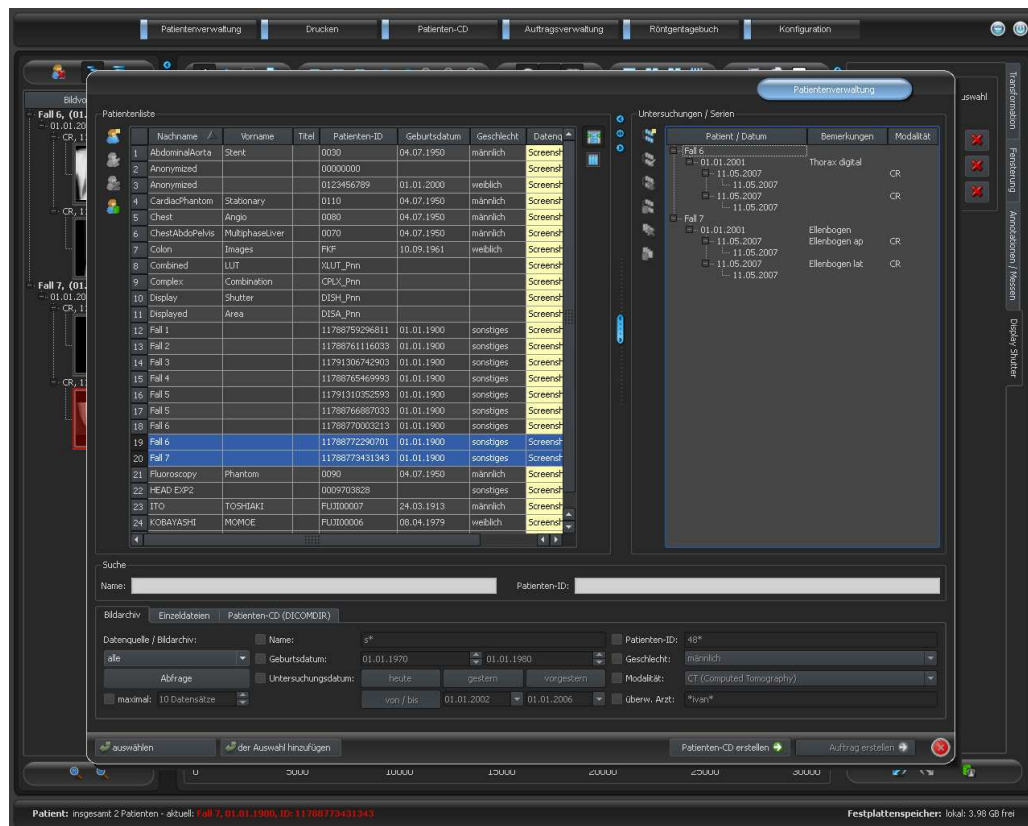 Patientenverwaltung Drucken Patienten-CD Auftragsverwaltung Röntgentagebuch Konfiguration
Patientenverwaltung
Bildvo
Fall 6, (01.
01.01.20
CR, 1
CR, 1
Fall 7, (01.
01.01.20
CR, 1
CR, 1
uswahl
Transformation
Fensterung
Annotationen / Messen
Display Shutter
Patientenliste
Nachname Vorname Titel Patienten-ID Geburtsdatum Geschlecht Datenq
1 AbdominalAorta Stent 0030 04.07.1950 männlich Screensh
2 Anonymized 00000000 Screensh
3 Anonymized 0123456789 01.01.2000 weiblich Screensh
4 CardiacPhantom Stationary 0110 04.07.1950 männlich Screensh
5 Chest Angio 0080 04.07.1950 männlich Screensh
6 ChestAbdoPelvis MultiphaseLiver 0070 04.07.1950 männlich Screensh
7 Colon Images FKF 10.09.1961 weiblich Screensh
8 Combined LUT XLUT_Pnn Screensh
9 Complex Combination CPLX_Pnn Screensh
10 Display Shutter DISH_Pnn Screensh
11 Displayed Area DISA_Pnn Screensh
12 Fall 1 11788759296811 01.01.1900 sonstiges Screensh
13 Fall 2 11788761116033 01.01.1900 sonstiges Screensh
14 Fall 3 11791306742903 01.01.1900 sonstiges Screensh
15 Fall 4 11788765469993 01.01.1900 sonstiges Screensh
16 Fall 5 11791310352593 01.01.1900 sonstiges Screensh
17 Fall 5 11788766887033 01.01.1900 sonstiges Screensh
18 Fall 6 11788770003213 01.01.1900 sonstiges Screensh
19 Fall 6 11788772290701 01.01.1900 sonstiges Screensh
20 Fall 7 11788773431343 01.01.1900 sonstiges Screensh
21 Fluoroscopy Phantom 0090 04.07.1950 männlich Screensh
22 HEAD EXP2 0009703828 sonstiges Screensh
23 ITO TOSHIAKI FUJI00007 24.03.1913 männlich Screensh
24 KOBAYASHI MOMOE FUJI00006 08.04.1979 weiblich Screensh
Untersuchungen / Serien
Patient / Datum Bemerkungen Modalität
Fall 6
01.01.2001 Thorax digital
11.05.2007 CR
11.05.2007
11.05.2007 CR
11.05.2007
Fall 7
01.01.2001 Ellenbogen
11.05.2007 Ellenbogen ap CR
11.05.2007
11.05.2007 Ellenbogen lat CR
11.05.2007
Suche
Name: Patienten-ID:
Bildarchiv Einzeldateien Patienten-CD (DICOMDIR)
Datenquelle / Bildarchiv: Name: s* Patienten-ID: 48*
alle Geburtsdatum: 01.01.1970 01.01.1980 Geschlecht: männlich
Abfrage Untersuchungsdatum: heute gestern vorgestern Modalität: CT (Computed Tomography)
maximal: 10 Datensätze von / bis 01.01.2002 01.01.2006 überw. Arzt: *ivan*
auswählen der Auswahl hinzufügen Patienten-CD erstellen Auftrag erstellen
0 5000 10000 15000 20000 25000 30000
Patient: insgesamt 2 Patienten - aktuell: Fall 7, 01.01.1900, ID: 11788773431343 Festplattenspeicher: lokal: 3.98 GB frei